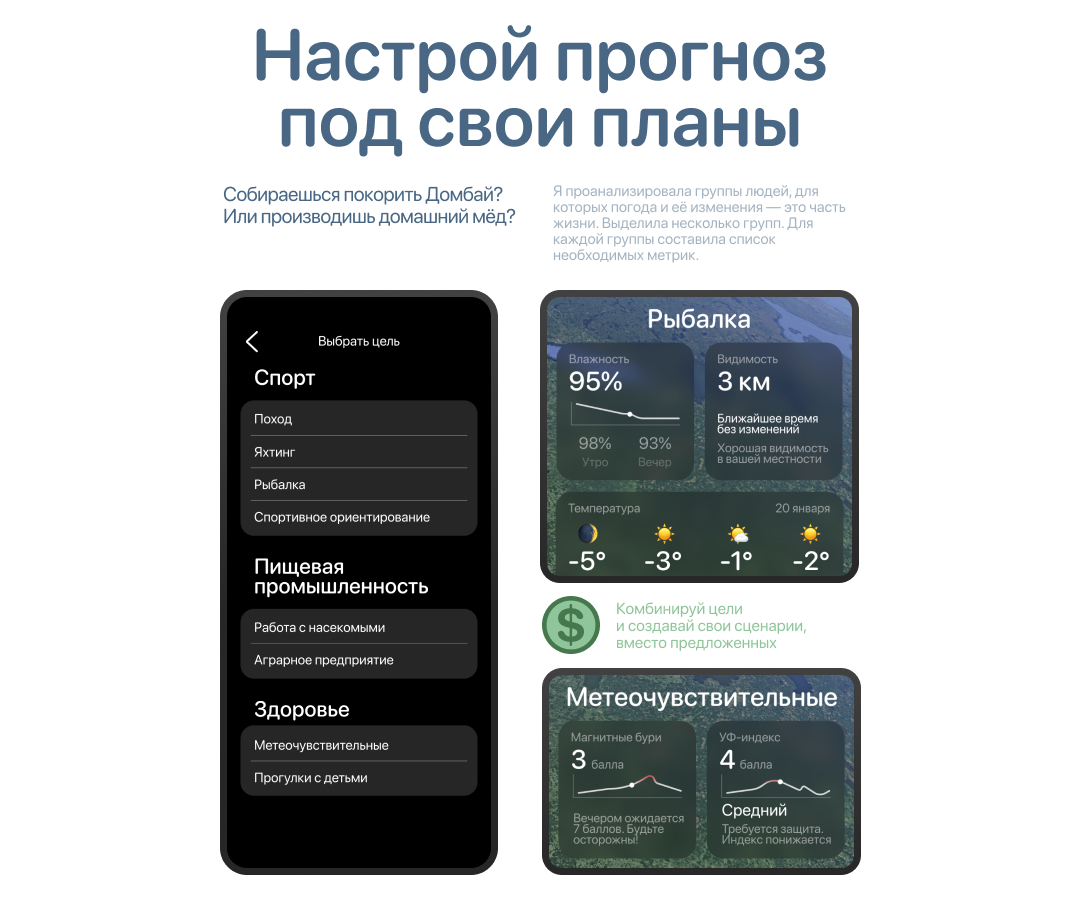 Настрой прогноз
под свои планы
Собираешься покорить Домбай?
Или производишь домашний мёд?
Я проанализировала группы людей, для
которых погода и её изменения — это часть
жизни. Выделила несколько групп. Для
каждой группы составила список
необходимых метрик.
Выбрать цель
Спорт
Поход
Яхтинг
Рыбалка
Спортивное ориентирование
Пищевая
промышленность
Работа с насекомыми
Аграрное предприятие
Здоровье
Метеочувствительные
Прогулки с детьми
Рыбалка
Влажность
95%
98% 93%
Утро Вечер
Видимость
3 км
Ближайшее время
без изменений
Хорошая видимость
в вашей местности
Температура 20 января
-5° -3° -1° -2°
$
Комбинируй цели
и создавай свои сценарии,
вместо предложенных
Метеочувствительные
Магнитные бури
3 балла
Вечером ожидается
7 баллов. Будьте
осторожны!
УФ-индекс
4 балла
Средний
Требуется защита.
Индекс понижается